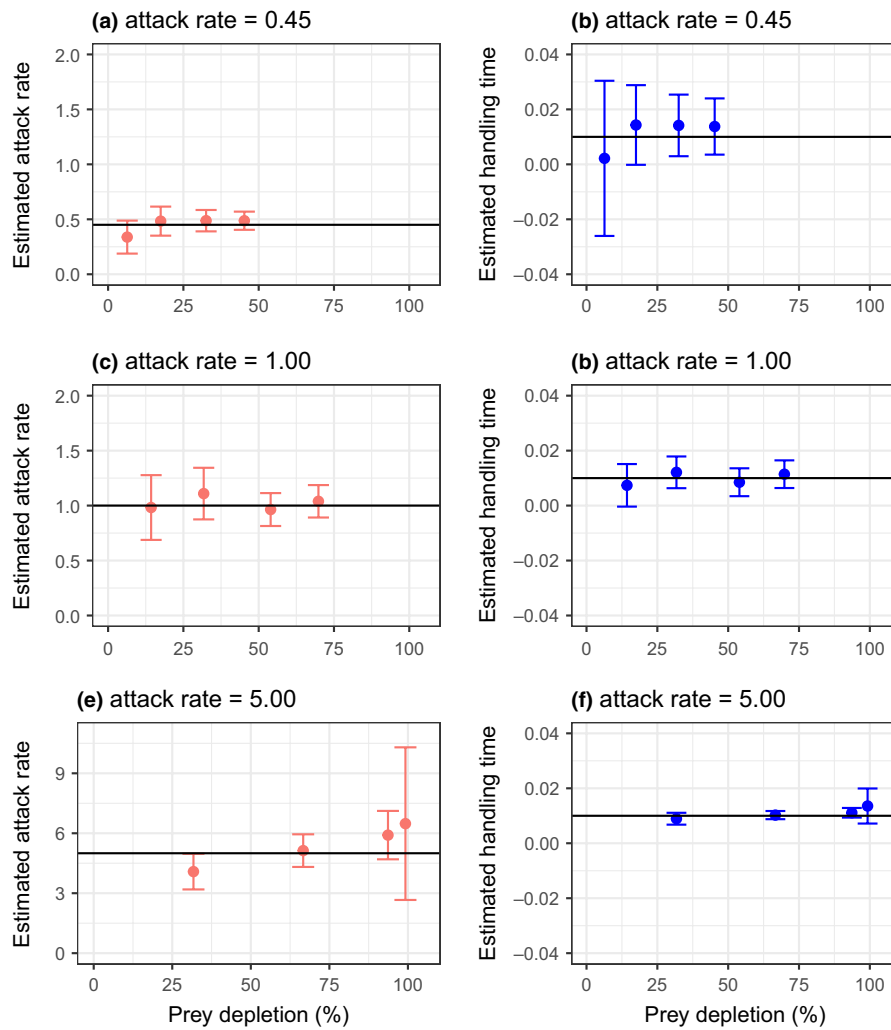 (a) attack rate = 0.45
Estimated attack rate
2.0
1.5
1.0
0.5
0.0
0 25 50 75 100
(b) attack rate = 0.45
Estimated handling time
0.04
0.02
0.00
−0.02
−0.04
0 25 50 75 100
(c) attack rate = 1.00
Estimated attack rate
2.0
1.5
1.0
0.5
0.0
0 25 50 75 100
(b) attack rate = 1.00
Estimated handling time
0.04
0.02
0.00
−0.02
−0.04
0 25 50 75 100
(e) attack rate = 5.00
Estimated attack rate
9
6
3
0
0 25 50 75 100
Prey depletion (%)
(f) attack rate = 5.00
Estimated handling time
0.04
0.02
0.00
−0.02
−0.04
0 25 50 75 100
Prey depletion (%)